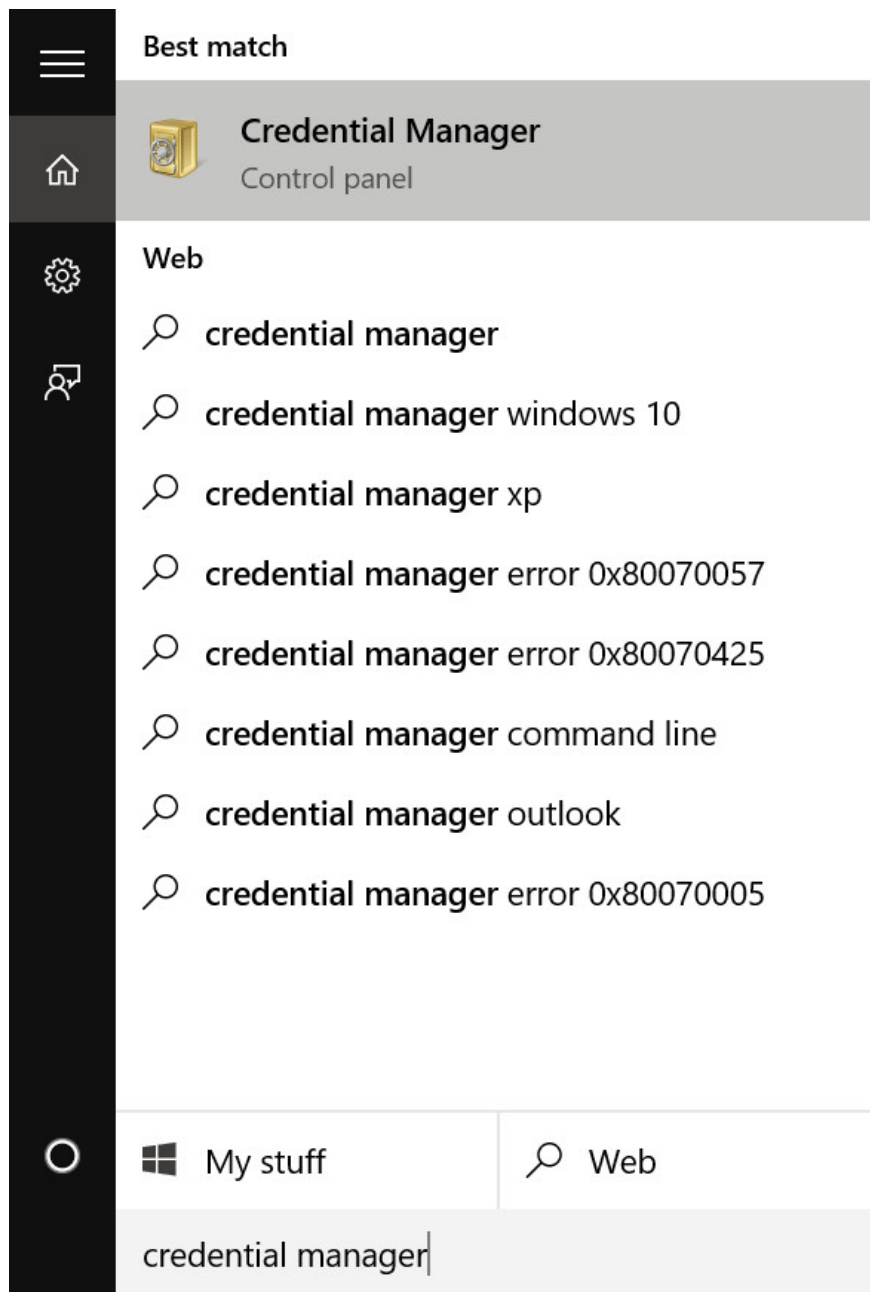 Best match
Credential Manager
Control panel
Web
credential manager
credential manager windows 10
credential manager xp
credential manager error 0x80070057
credential manager error 0x80070425
credential manager command line
credential manager outlook
credential manager error 0x80070005
My stuff
Web
credential manager